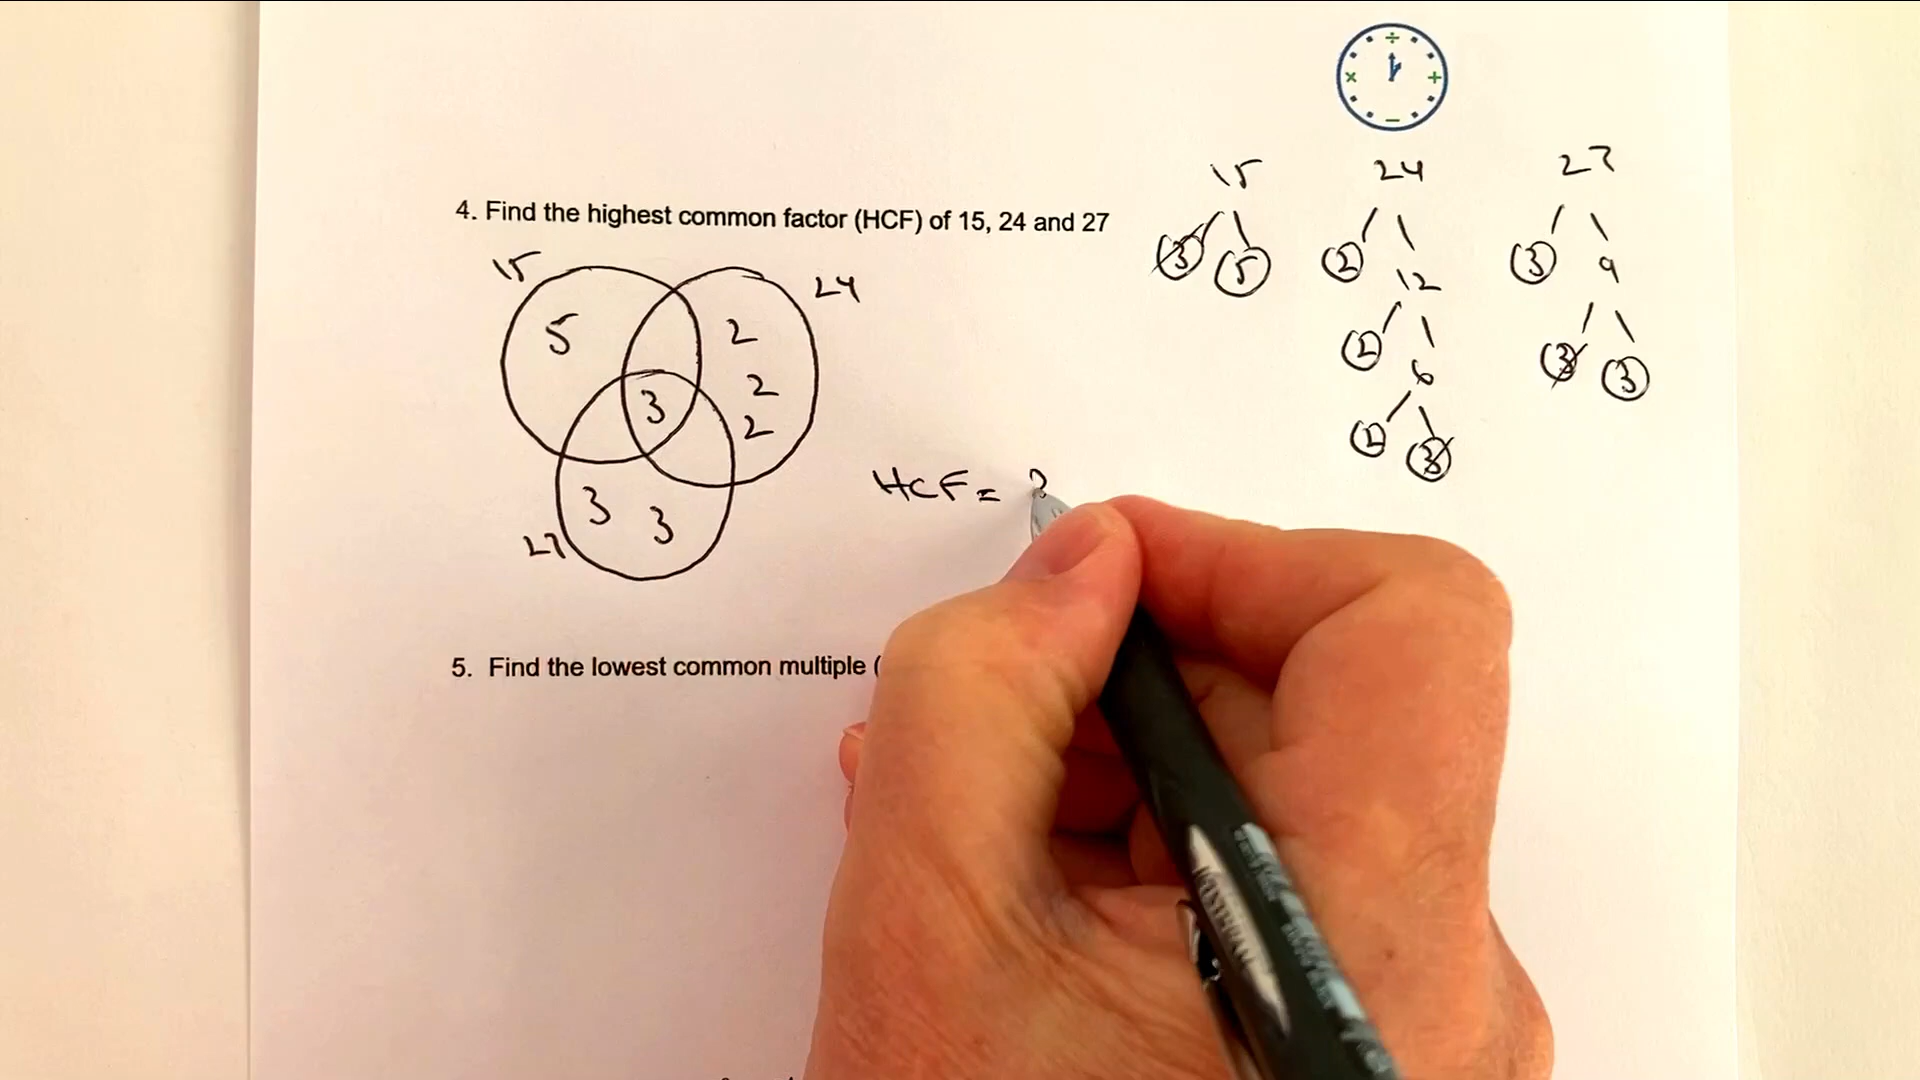 ÷
× +
−
15 24 27
4. Find the highest common factor (HCF) of 15, 24 and 27
3 5 2 12 3 9
15 24
5 2
2 6 3 3
3 2
2
2 3
HCF =
3 3
27
5. Find the lowest common multiple (